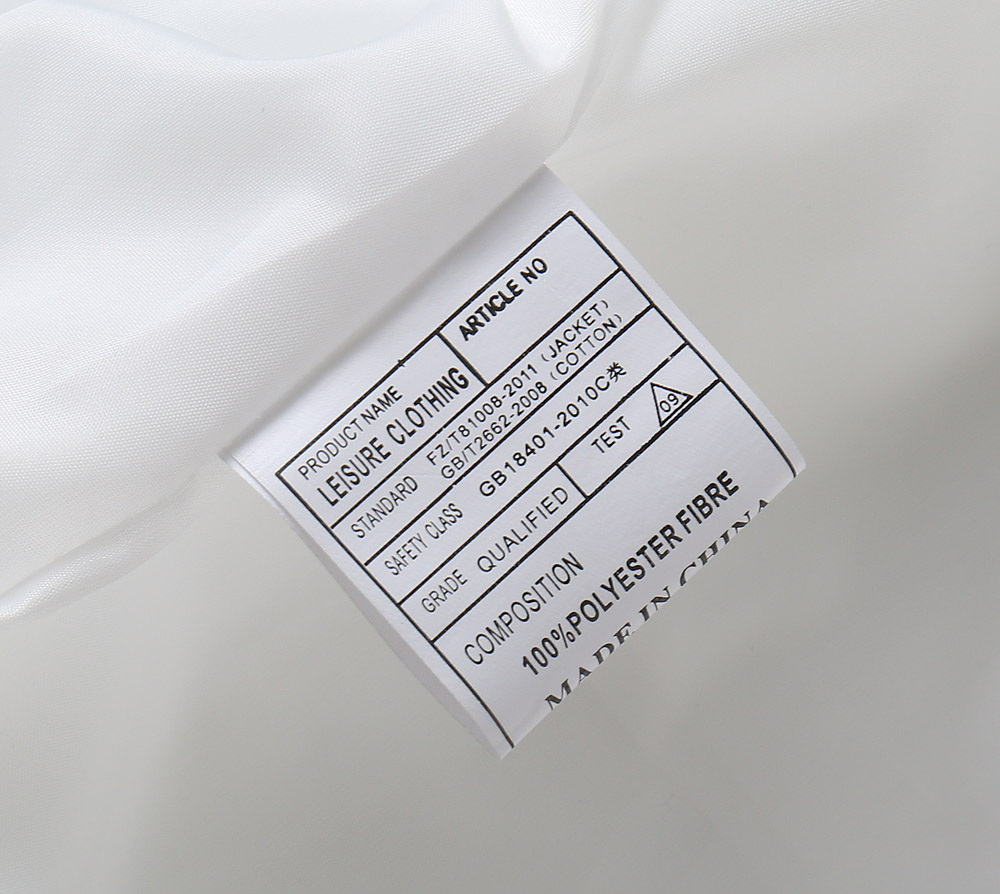 PRODUCT NAME
LEISURE CLOTHING
ARTICLE NO
STANDARD FZ/T81008-2011 (JACKET)
GB/T2662-2008 (COTTON)
SAFETY CLASS GB18401-2010C类
GRADE QUALIFIED TEST 09
COMPOSITION
100%POLYESTER FIBRE
MADE IN CHINA